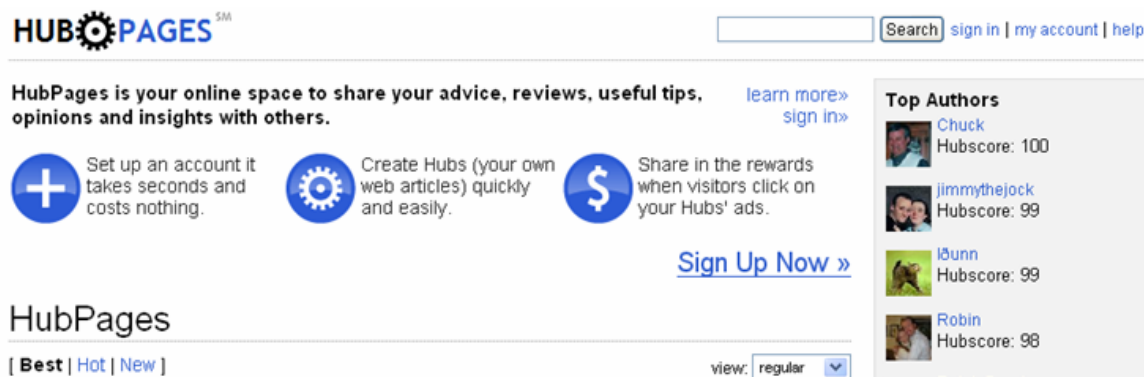 HUBPAGES SM
Search sign in | my account | help
HubPages is your online space to share your advice, reviews, useful tips,
opinions and insights with others.
learn more»
sign in»
Set up an account it
takes seconds and
costs nothing.
Create Hubs (your own
web articles) quickly
and easily.
$
Share in the rewards
when visitors click on
your Hubs' ads.
Sign Up Now »
HubPages
[ Best | Hot | New ]
view: regular
Top Authors
Chuck
Hubscore: 100
jimmythejock
Hubscore: 99
Iðunn
Hubscore: 99
Robin
Hubscore: 98